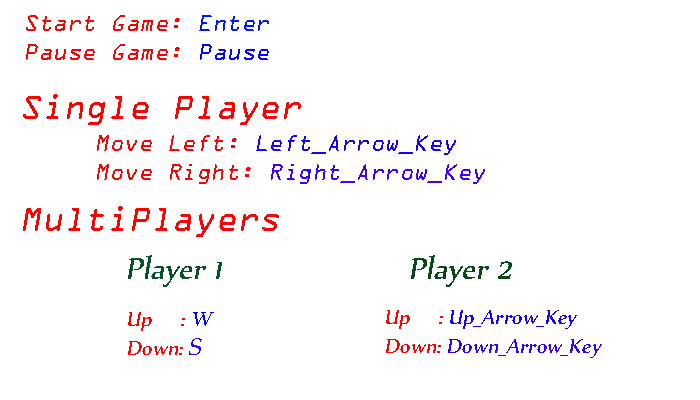 Start Game: Enter
Pause Game: Pause
Single Player
Move Left: Left_Arrow_Key
Move Right: Right_Arrow_Key
MultiPlayers
Player 1
Up : W
Down: S
Player 2
Up : Up_Arrow_Key
Down: Down_Arrow_Key